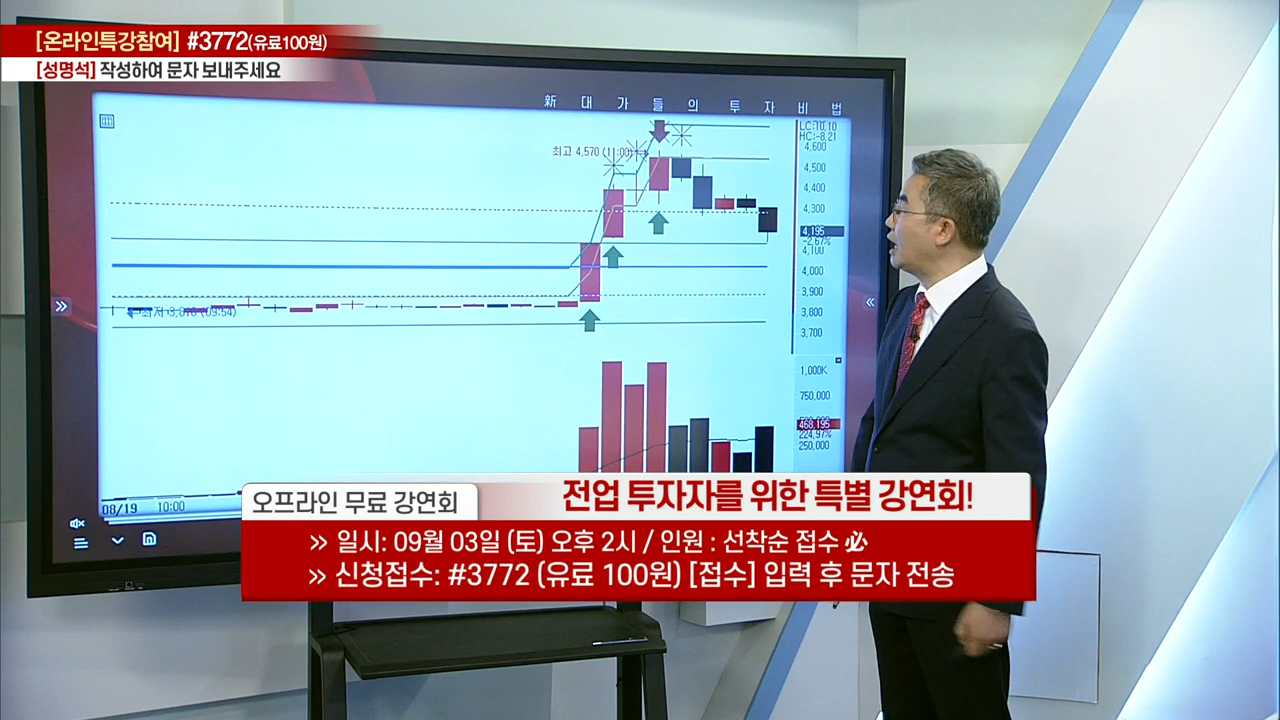 [온라인특강참여] #3772(유료100원)
[성명석] 작성하여 문자 보내주세요
新 대 가 들 의 투 자 비 법
LC:10.10
HC:-8.21
최고 4,570 (11:00)
4,600
4,500
4,400
4,300
4,195
-2.67%
4,100
4,000
3,900
3,800
3,700
1,000K
750,000
468,195
224.97%
250,000
08/19 10:00
오프라인 무료 강연회
전업 투자자를 위한 특별 강연회!
» 일시: 09월 03일 (토) 오후 2시 / 인원 : 선착순 접수 必
» 신청접수: #3772 (유료 100원) [접수] 입력 후 문자 전송